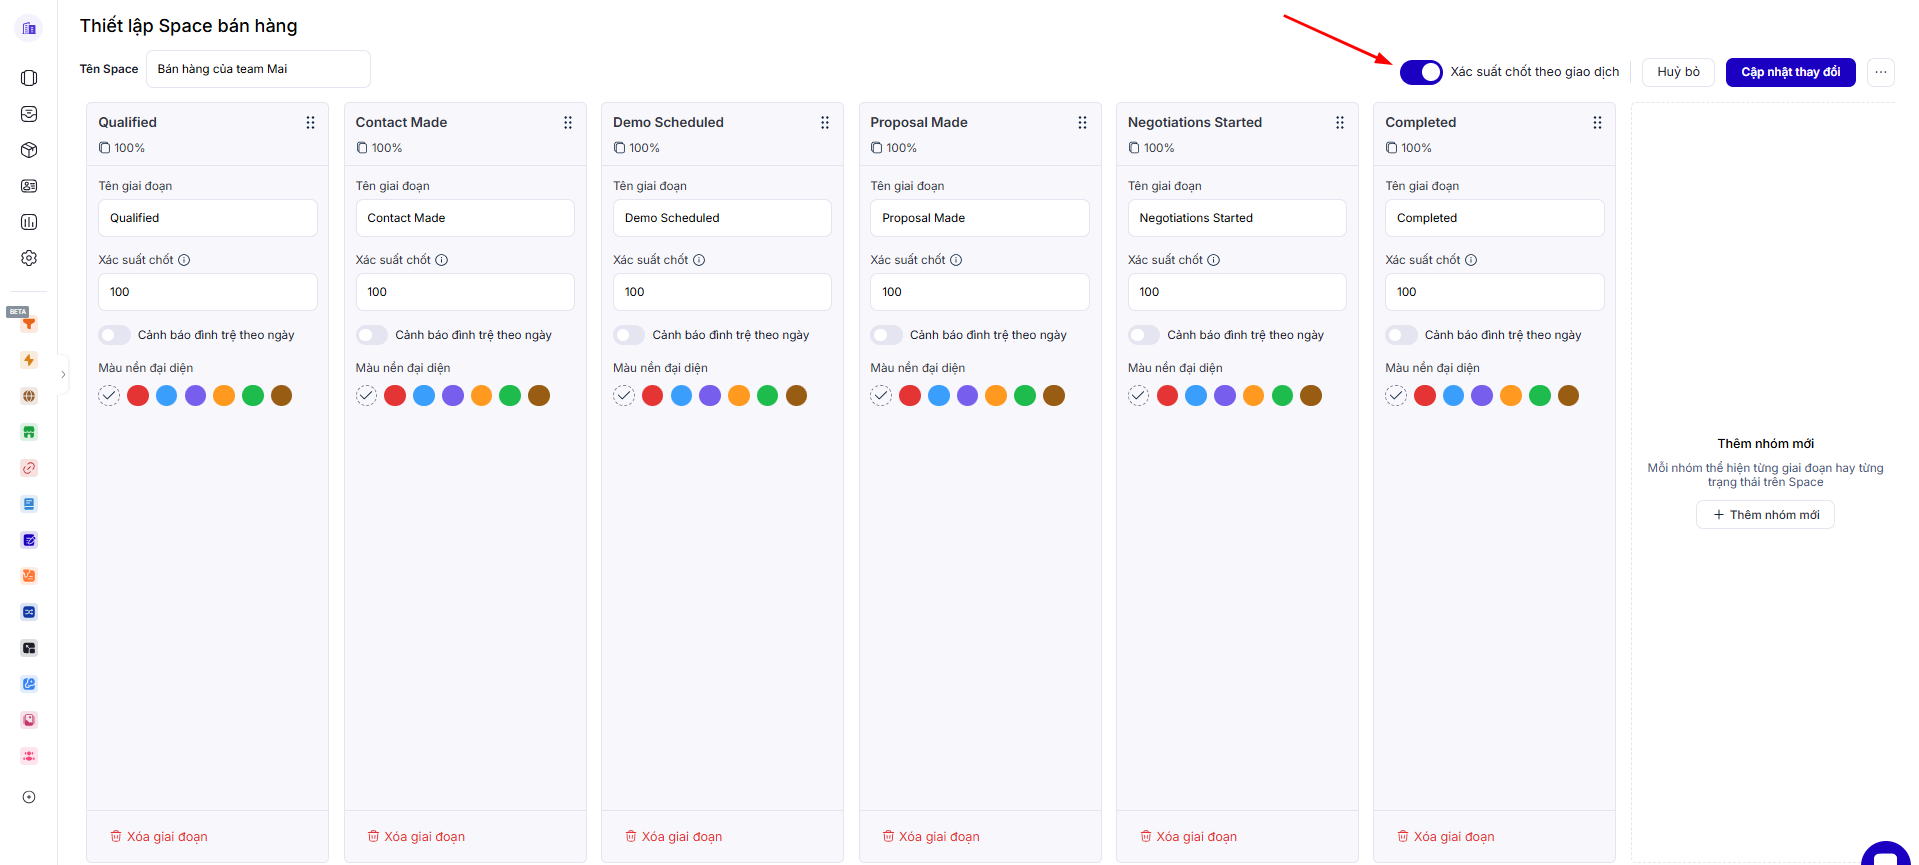 Thiết lập Space bán hàng
Tên Space
Bán hàng của team Mai
Xác suất chốt theo giao dịch
Huỷ bỏ
Cập nhật thay đổi
BETA
Qualified
100%
Tên giai đoạn
Qualified
Xác suất chốt
100
Cảnh báo đình trệ theo ngày
Màu nền đại diện
Xóa giai đoạn
Contact Made
100%
Tên giai đoạn
Contact Made
Xác suất chốt
100
Cảnh báo đình trệ theo ngày
Màu nền đại diện
Xóa giai đoạn
Demo Scheduled
100%
Tên giai đoạn
Demo Scheduled
Xác suất chốt
100
Cảnh báo đình trệ theo ngày
Màu nền đại diện
Xóa giai đoạn
Proposal Made
100%
Tên giai đoạn
Proposal Made
Xác suất chốt
100
Cảnh báo đình trệ theo ngày
Màu nền đại diện
Xóa giai đoạn
Negotiations Started
100%
Tên giai đoạn
Negotiations Started
Xác suất chốt
100
Cảnh báo đình trệ theo ngày
Màu nền đại diện
Xóa giai đoạn
Completed
100%
Tên giai đoạn
Completed
Xác suất chốt
100
Cảnh báo đình trệ theo ngày
Màu nền đại diện
Xóa giai đoạn
Thêm nhóm mới
Mỗi nhóm thể hiện từng giai đoạn hay từng
trạng thái trên Space
Thêm nhóm mới